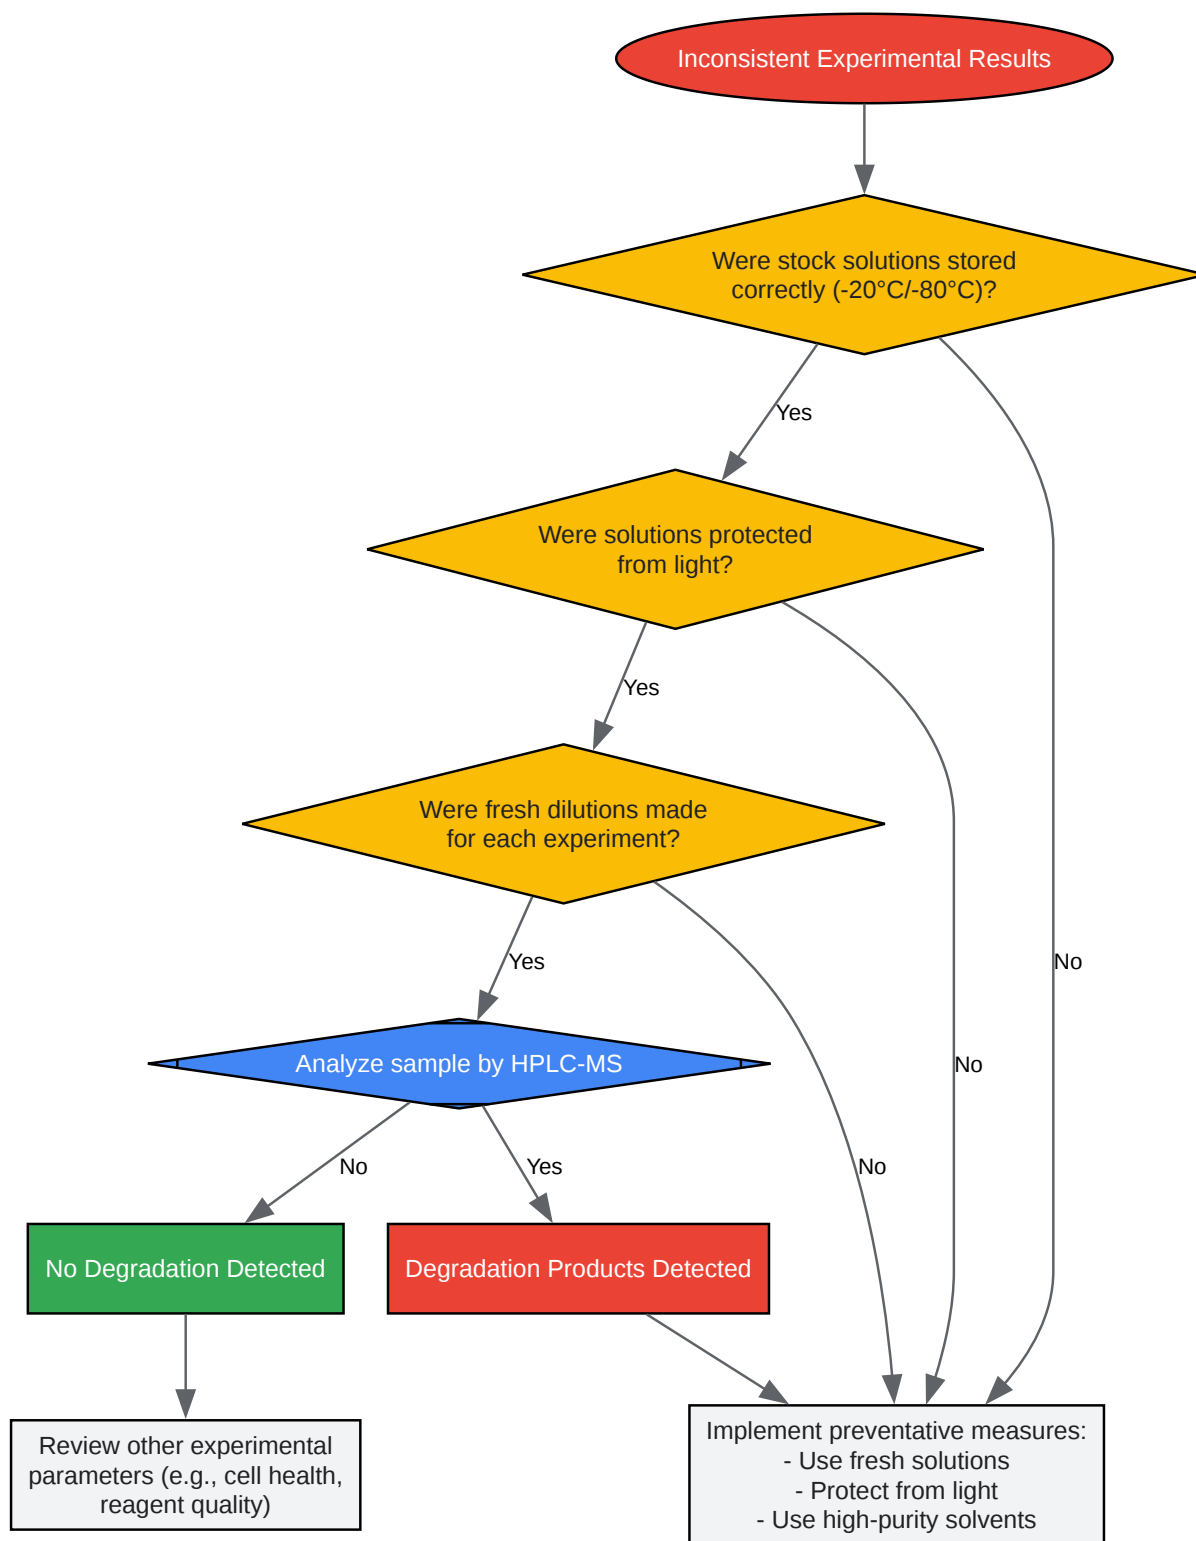 Inconsistent Experimental Results
Were stock solutions stored
correctly (-20°C/-80°C)?
Yes
Were solutions protected
from light?
Yes
Were fresh dilutions made
for each experiment?
Yes
No
No
Analyze sample by HPLC-MS
No
Yes
No
No Degradation Detected
Degradation Products Detected
Review other experimental
parameters (e.g., cell health,
reagent quality)
Implement preventative measures:
- Use fresh solutions
- Protect from light
- Use high-purity solvents